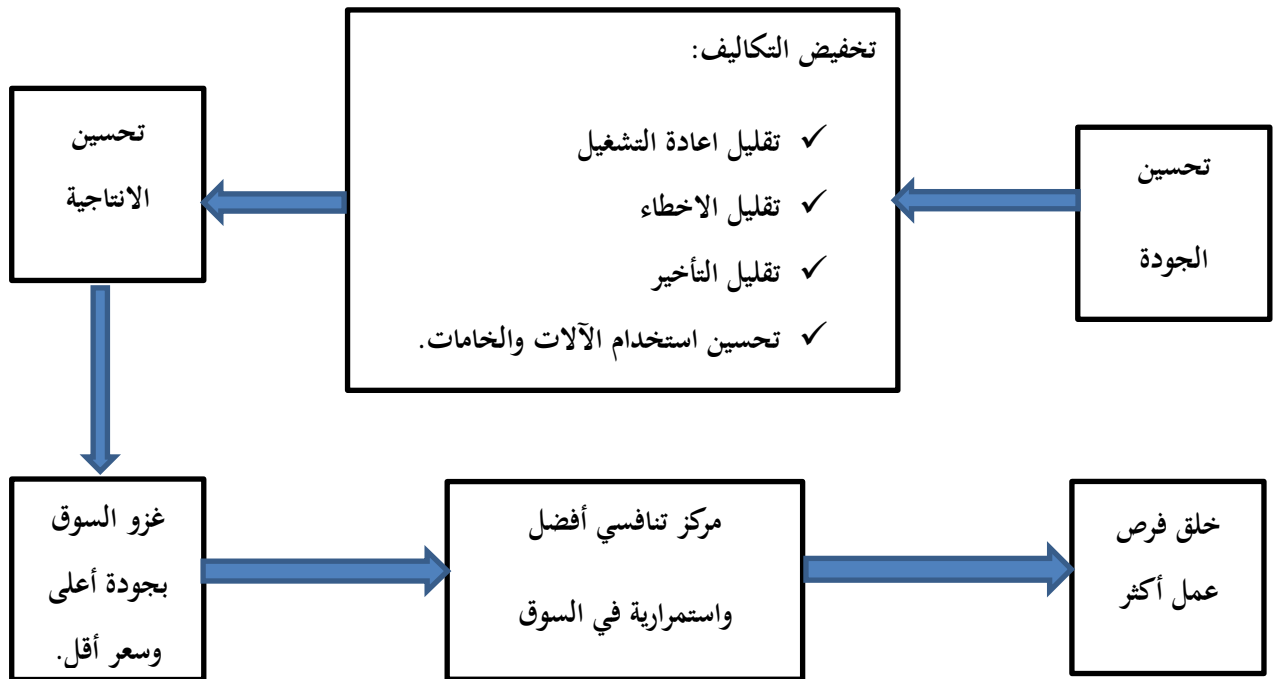 تحسين
الجودة
تخفيض التكاليف:
✓ تقليل اعادة التشغيل
✓ تقليل الاخطاء
✓ تقليل التأخير
✓ تحسين استخدام الآلات والخامات.
تحسين
الانتاجية
غزو السوق
بجودة أعلى
وسعر أقل.
مركز تنافسي أفضل
واستمرارية في السوق
خلق فرص
عمل أكثر